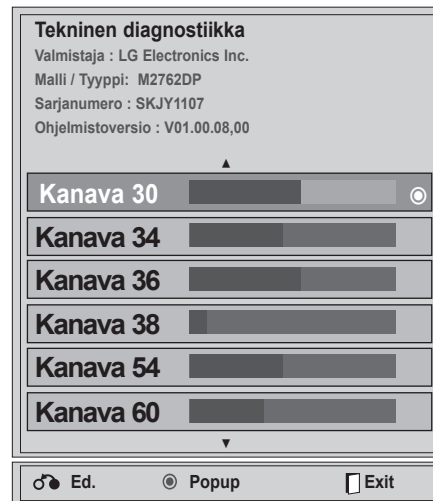 Tekninen diagnostiikka
Valmistaja : LG Electronics Inc.
Malli / Tyyppi: M2762DP
Sarjanumero : SKJY1107
Ohjelmistoversio : V01.00.08,00
Kanava 30
Kanava 34
Kanava 36
Kanava 38
Kanava 54
Kanava 60
Ed. Popup Exit